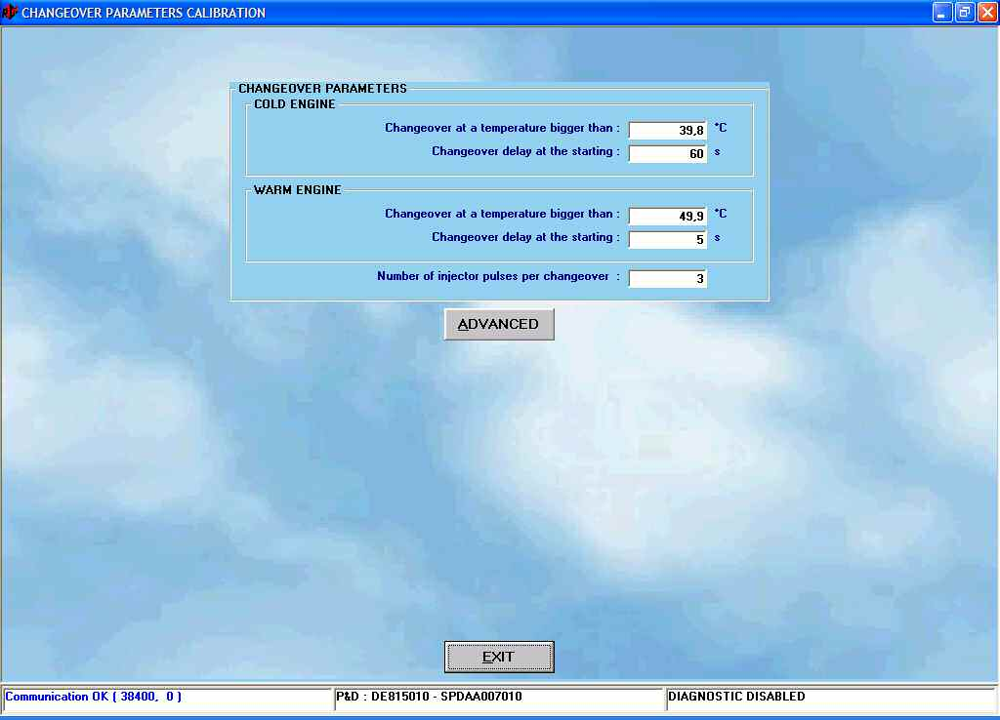 CHANGEOVER PARAMETERS CALIBRATION
CHANGEOVER PARAMETERS
COLD ENGINE
Changeover at a temperature bigger than : 39,8 °C
Changeover delay at the starting : 60 s
WARM ENGINE
Changeover at a temperature bigger than : 49,9 °C
Changeover delay at the starting : 5 s
Number of injector pulses per changeover : 3
ADVANCED
EXIT
Communication OK ( 38400, 0 ) P&D : DE815010 - SPDAA007010 DIAGNOSTIC DISABLED